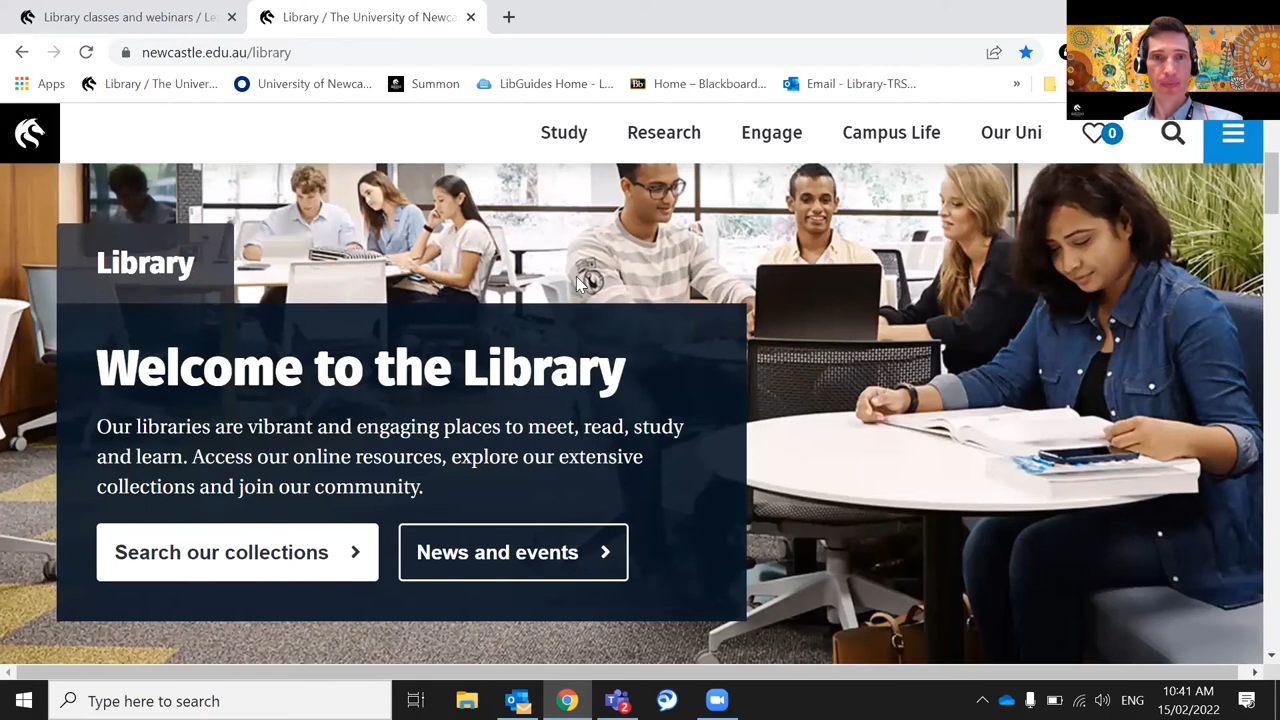 Library classes and webinars / Le
Library / The University of Newca
newcastle.edu.au/library
Apps
Library / The Univer...
University of Newca...
Summon
LibGuides Home - L...
Bb
Home – Blackboard...
Email - Library-TRS...
»
Study
Research
Engage
Campus Life
Our Uni
0
Library
Welcome to the Library
Our libraries are vibrant and engaging places to meet, read, study
and learn. Access our online resources, explore our extensive
collections and join our community.
Search our collections
News and events
Type here to search
2
ENG
10:41 AM
15/02/2022